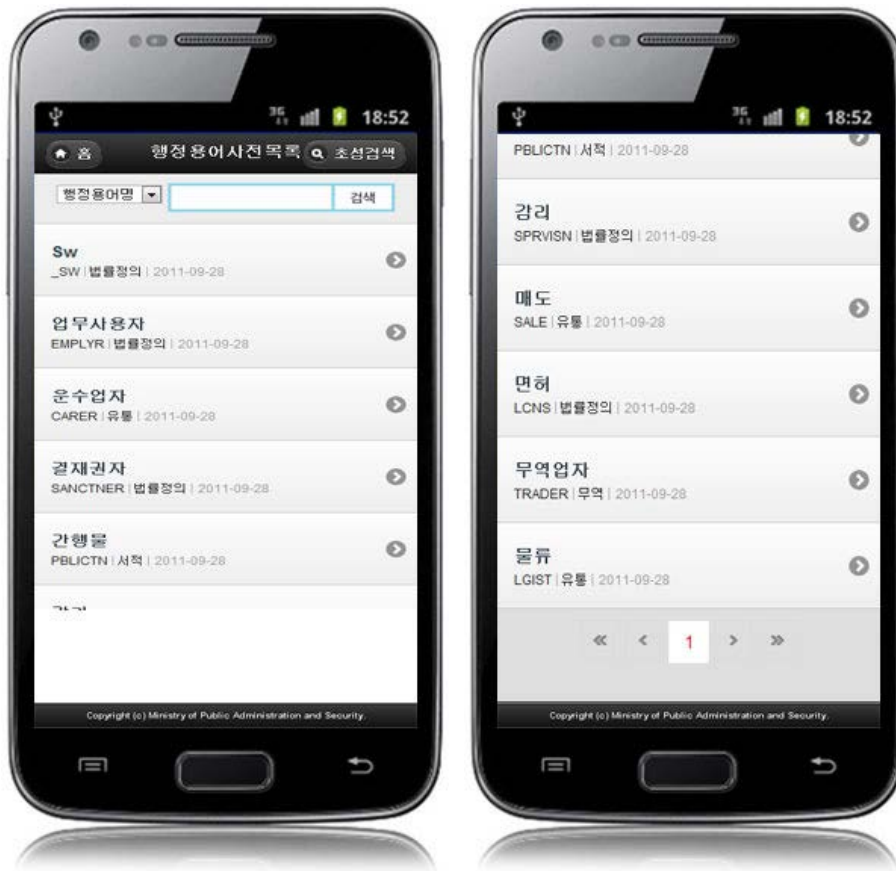 3G
18:52
홈 행정용어사전목록 초성검색
행정용어명 검색
Sw
_SW | 법률정의 | 2011-09-28
업무사용자
EMPLYR | 법률정의 | 2011-09-28
운수업자
CARER | 유통 | 2011-09-28
결재권자
SANCTNER | 법률정의 | 2011-09-28
간행물
PBLICTN | 서적 | 2011-09-28
Copyright (c) Ministry of Public Administration and Security.
3G
18:52
PBLICTN | 서적 | 2011-09-28
감리
SPRVISN | 법률정의 | 2011-09-28
매도
SALE | 유통 | 2011-09-28
면허
LCNS | 법률정의 | 2011-09-28
무역업자
TRADER | 무역 | 2011-09-28
물류
LGIST | 유통 | 2011-09-28
« < 1 > »
Copyright (c) Ministry of Public Administration and Security.